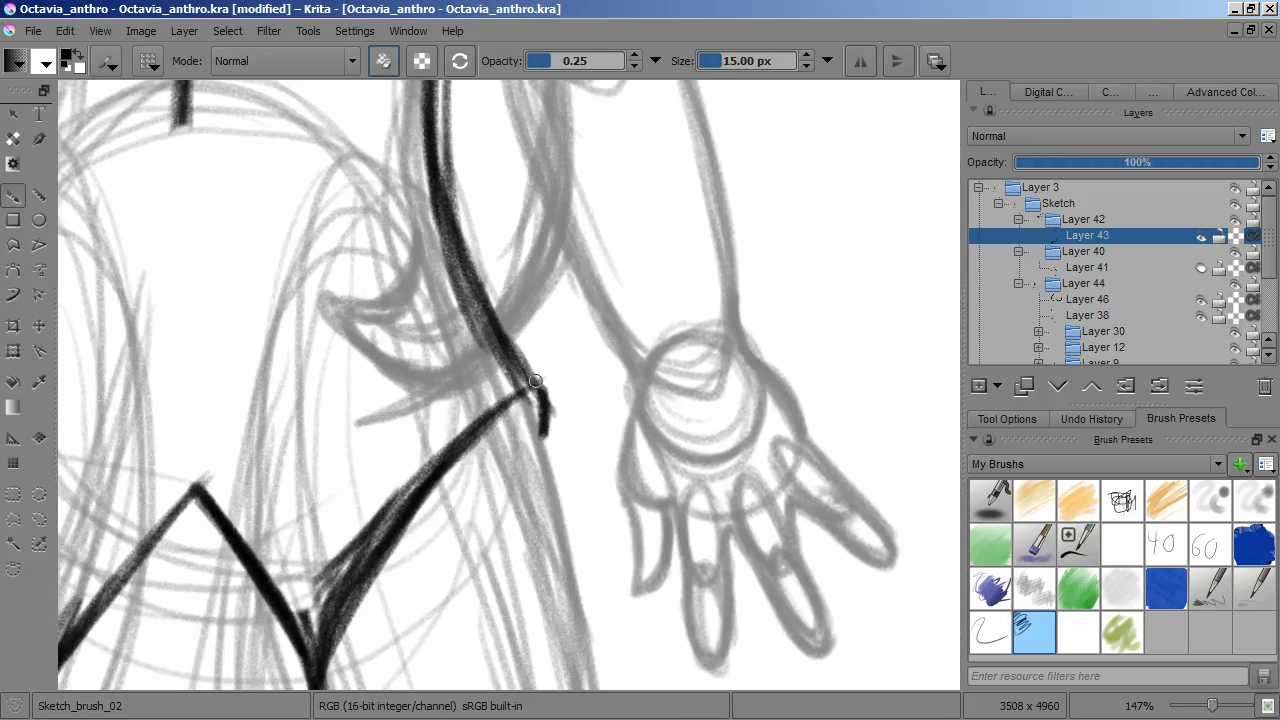 Octavia_anthro - Octavia_anthro.kra [modified] – Krita - [Octavia_anthro.kra]
File Edit View Image Layer Select Filter Tools Settings Window Help
Mode: Normal Opacity: 0.25 Size: 15.00 px
L... Digital C... C... ... Advanced Col...
Layers
Normal
Opacity: 100%
Layer 3
Sketch
Layer 42
Layer 43
Layer 40
Layer 41
Layer 44
Layer 46
Layer 38
Layer 30
Layer 12
Layer 9
Tool Options Undo History Brush Presets
Brush Presets
My Brushes
40 60
Enter resource filters here
Sketch_brush_02 RGB (16-bit integer/channel) sRGB built-in 3508 x 4960 147%